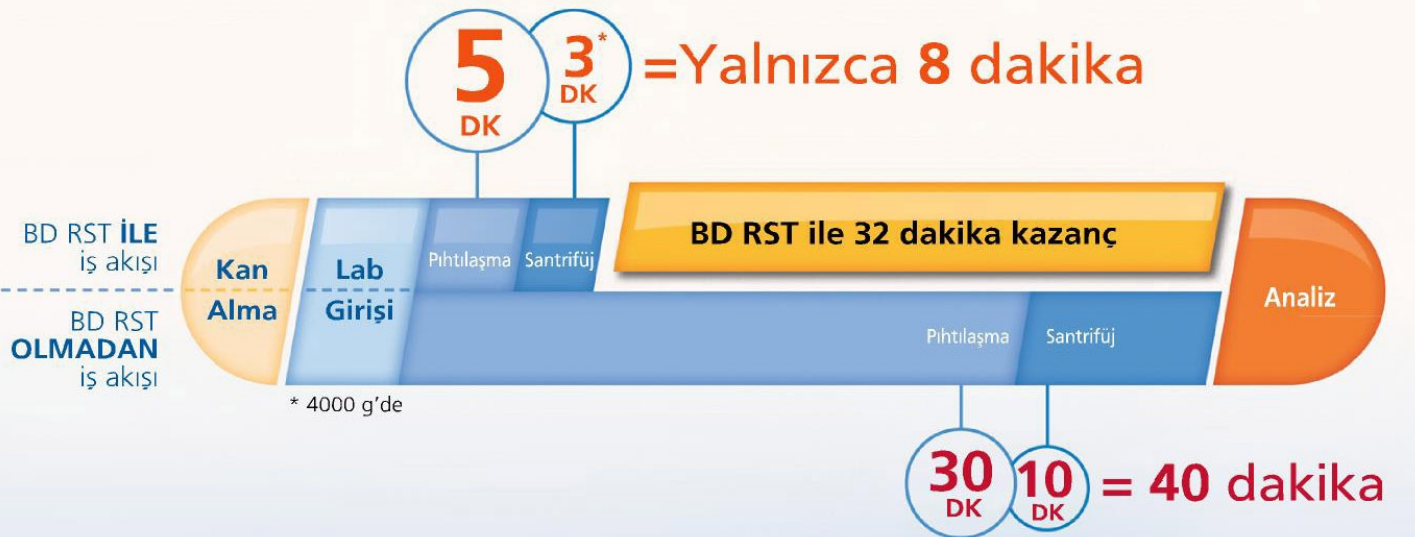 5
DK
3*
DK
=Yalnızca 8 dakika
BD RST İLE
iş akışı
BD RST
OLMADAN
iş akışı
Kan
Alma
Lab
Girişi
Pıhtılaşma
Santrifüj
BD RST ile 32 dakika kazanç
Pıhtılaşma
Santrifüj
Analiz
* 4000 g'de
30
DK
10
DK
= 40 dakika